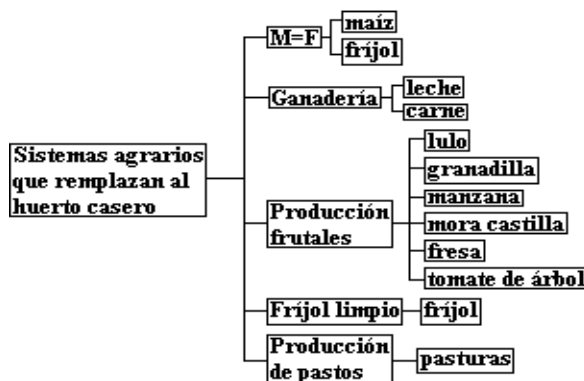 Sistemas agrarios
que remplazan al
huerto casero
M=F
maíz
fríjol
Ganadería
leche
carne
Producción
frutales
lulo
granadilla
manzana
mora castilla
fresa
tomate de árbol
Fríjol limpio
fríjol
Producción
de pastos
pasturas